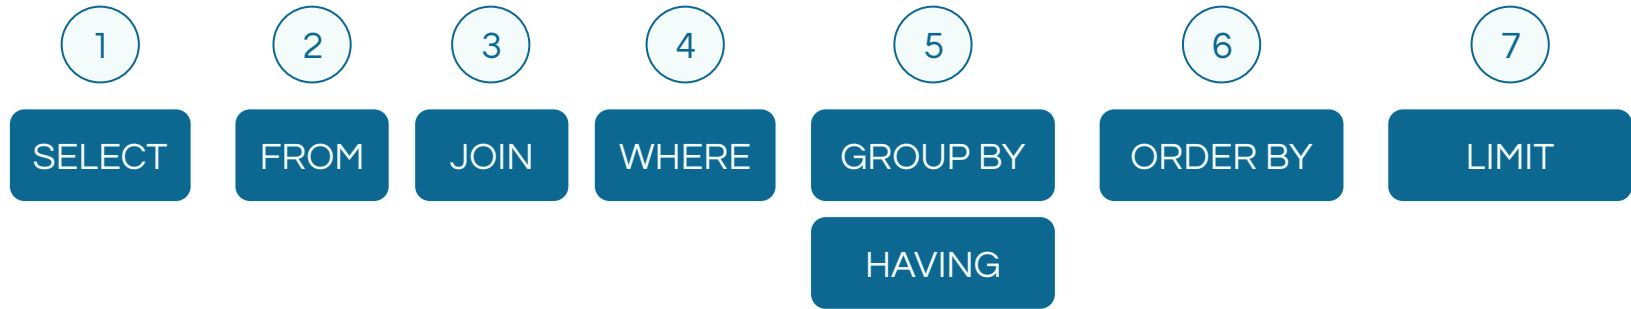 1 2 3 4 5 6 7
SELECT FROM JOIN WHERE GROUP BY ORDER BY LIMIT
HAVING